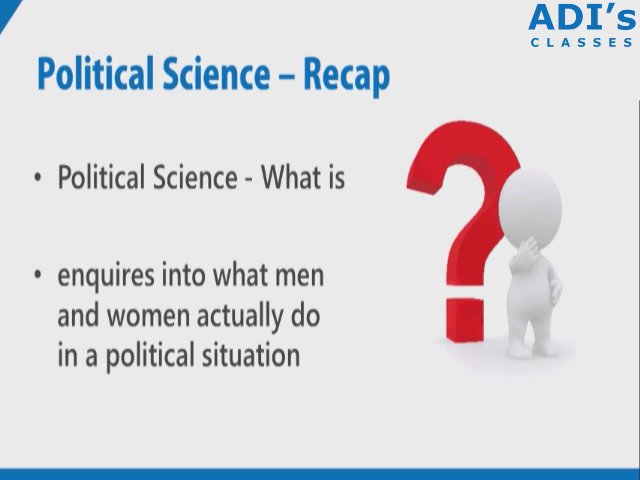 ADI's
CLASSES
Political Science – Recap
• Political Science - What is
• enquires into what men
and women actually do
in a political situation